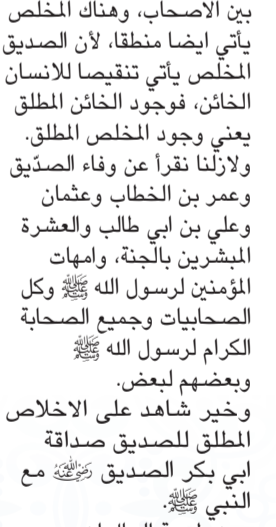 بين الاصحاب، وهناك المخلص
يأتي ايضا منطقا، لأن الصديق
المخلص يأتي تنقيصا للانسان
الخائن، فوجود الخائن المطلق
يعني وجود المخلص المطلق.
ولازلنا نقرأ عن وفاء الصدّيق
وعمر بن الخطاب وعثمان
وعلي بن ابي طالب والعشرة
المبشرين بالجنة، وامهات
المؤمنين لرسول الله ﷺ وكل
الصحابيات وجميع الصحابة
الكرام لرسول الله ﷺ
وبعضهم لبعض.
وخير شاهد على الاخلاص
المطلق للصديق صداقة
ابي بكر الصديق رضي الله عنه مع
النبي ﷺ.